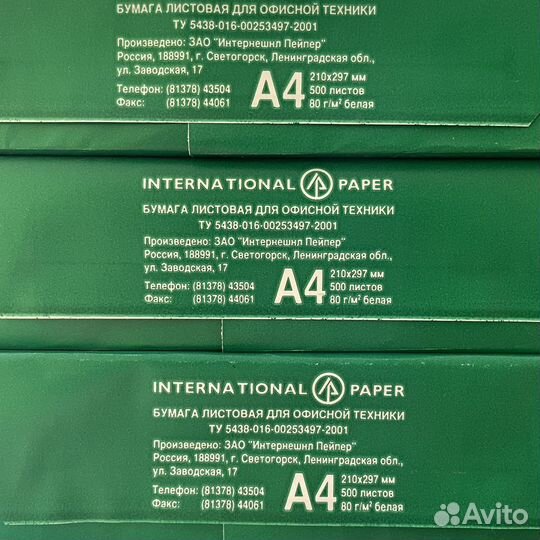 БУМАГА ЛИСТОВАЯ ДЛЯ ОФИСНОЙ ТЕХНИКИ
ТУ 5438-016-00253497-2001
Произведено: ЗАО "Интернешнл Пейпер"
Россия, 188991, г. Светогорск, Ленинградская обл.,
ул. Заводская, 17
Телефон: (81378) 43504
Факс: (81378) 44061
A4
210x297 мм
500 листов
80 г/м² белая
INTERNATIONAL PAPER
БУМАГА ЛИСТОВАЯ ДЛЯ ОФИСНОЙ ТЕХНИКИ
ТУ 5438-016-00253497-2001
Произведено: ЗАО "Интернешнл Пейпер"
Россия, 188991, г. Светогорск, Ленинградская обл.,
ул. Заводская, 17
Телефон: (81378) 43504
Факс: (81378) 44061
A4
210x297 мм
500 листов
80 г/м² белая
INTERNATIONAL PAPER
БУМАГА ЛИСТОВАЯ ДЛЯ ОФИСНОЙ ТЕХНИКИ
ТУ 5438-016-00253497-2001
Произведено: ЗАО "Интернешнл Пейпер"
Россия, 188991, г. Светогорск, Ленинградская обл.,
ул. Заводская, 17
Телефон: (81378) 43504
Факс: (81378) 44061
A4
210x297 мм
500 листов
80 г/м² белая
Avito